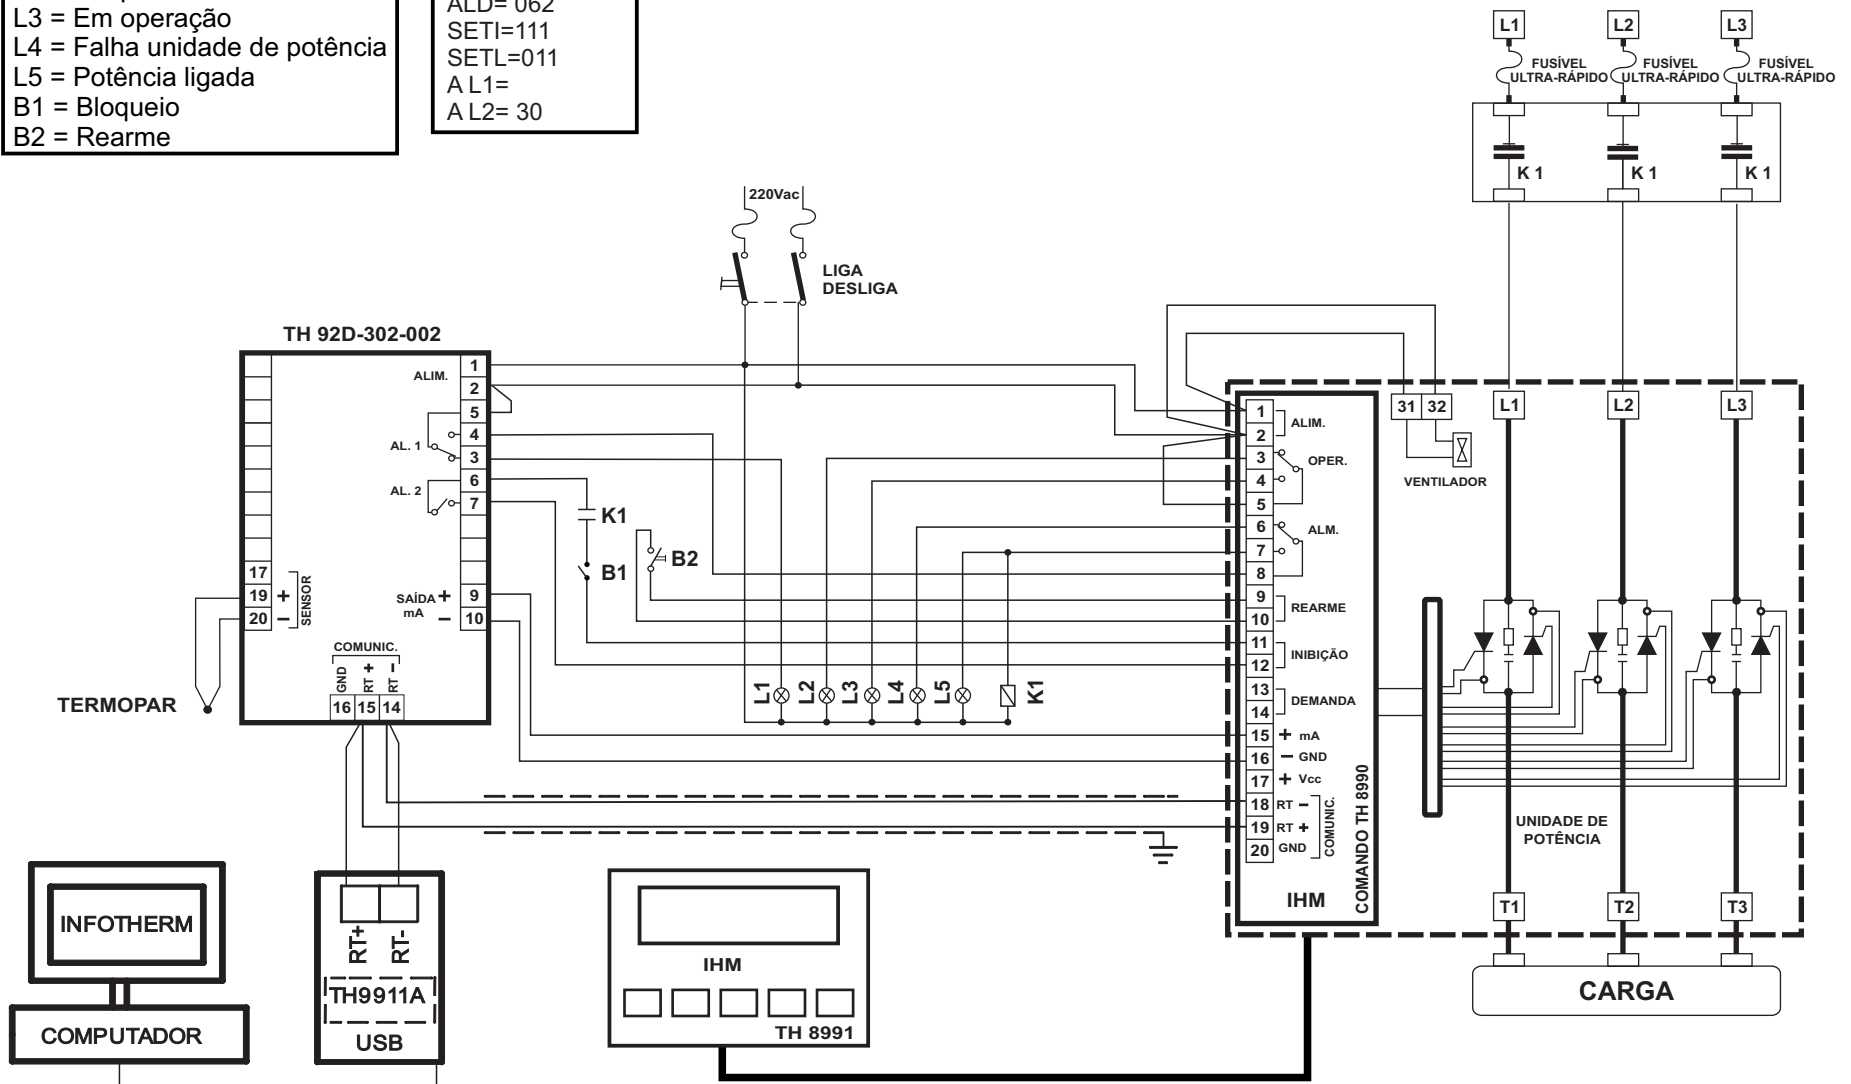 L3 = Em operação
L4 = Falha unidade de potência
L5 = Potência ligada
B1 = Bloqueio
B2 = Rearme
ALD= 062
SETI=111
SETL=011
A L1=
A L2= 30
L1
L2
L3
FUSÍVEL
ULTRA-RÁPIDO
FUSÍVEL
ULTRA-RÁPIDO
FUSÍVEL
ULTRA-RÁPIDO
K 1
K 1
K 1
220Vac
LIGA
DESLIGA
TH 92D-302-002
ALIM.
1
2
5
4
3
6
7
AL. 1
AL. 2
17
19 +
20 −
SENSOR
SAÍDA
mA
+ 9
− 10
COMUNIC.
GND
RT +
RT −
16 15 14
TERMOPAR
K1
B1
B2
L1
L2
L3
L4
L5
K1
1
2
ALIM.
3
4
5
OPER.
6
7
8
ALM.
9
10
REARME
11
12
INIBIÇÃO
13
14
DEMANDA
15 + mA
16 − GND
17 + Vcc
18 RT −
19 RT +
20 GND
COMUNIC.
COMANDO TH 8990
IHM
31 32
VENTILADOR
L1
L2
L3
UNIDADE DE
POTÊNCIA
T1
T2
T3
CARGA
INFOTHERM
COMPUTADOR
RT+
RT-
TH9911A
USB
IHM
TH 8991